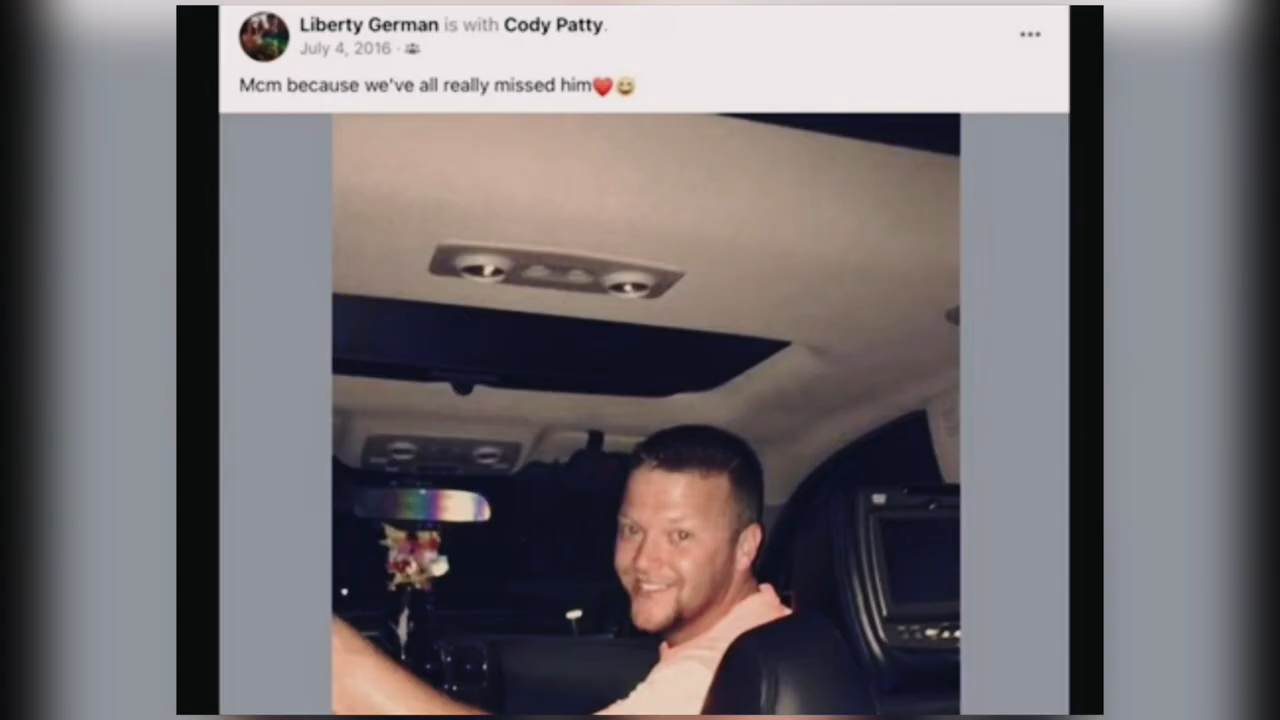 Liberty German is with Cody Patty.
July 4, 2016 ·
Mcm because we've all really missed him❤️😅